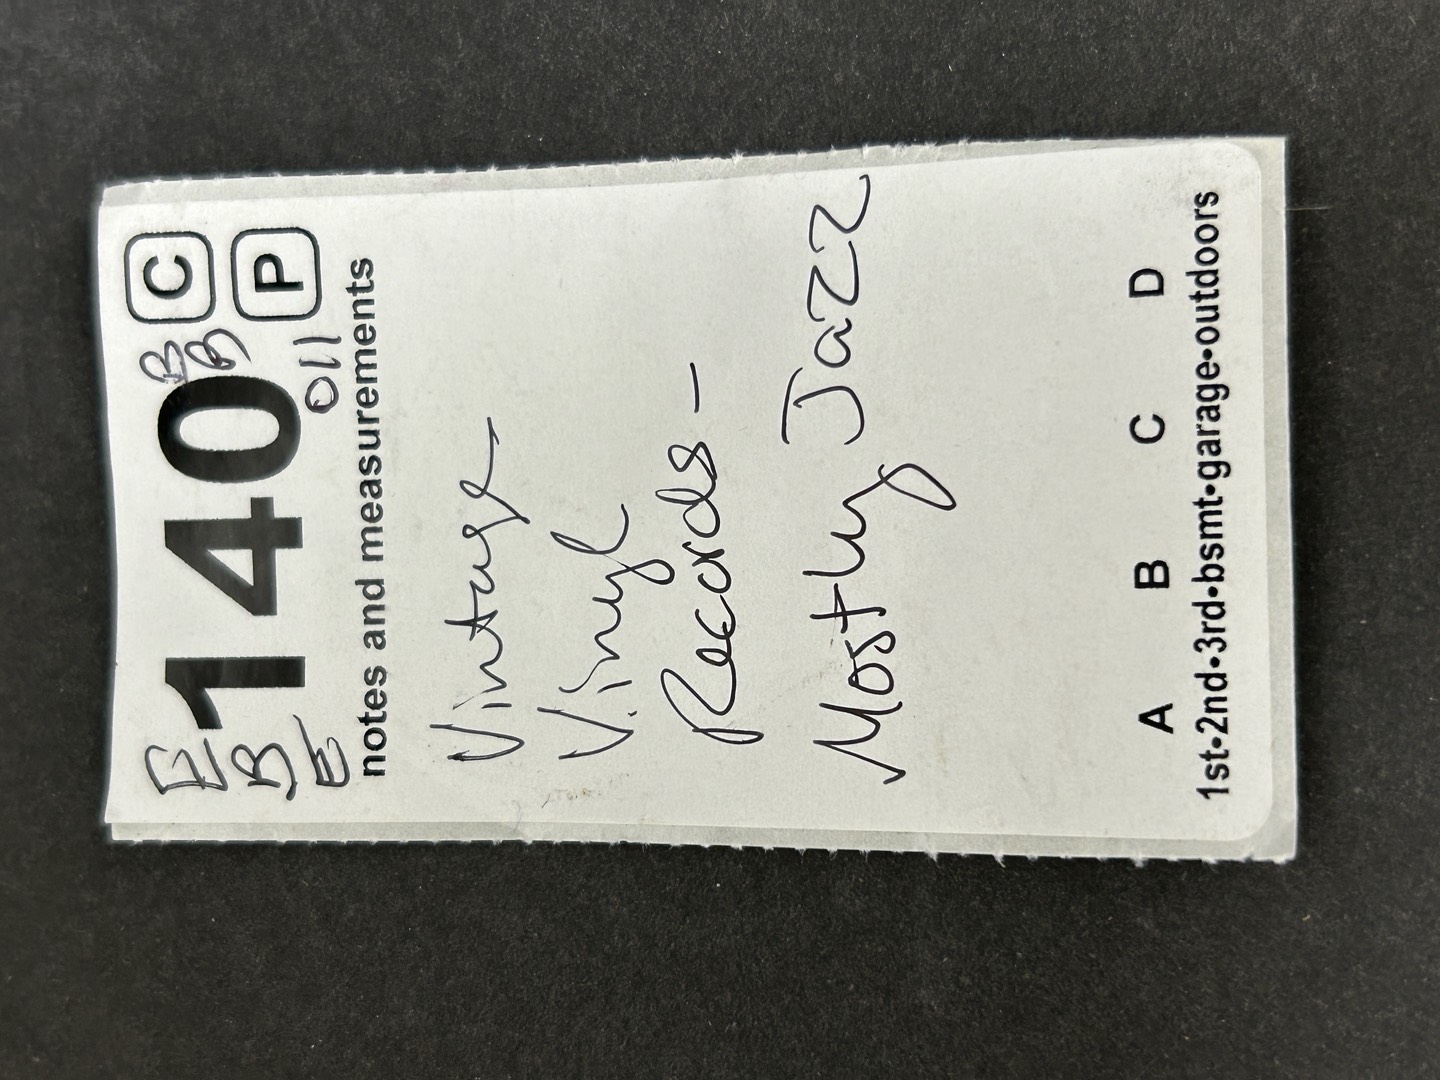 E 140 B C
B B P
E 011
notes and measurements
Vintage
Vinyl
Records -
Mostly Jazz
A B C D
1st•2nd•3rd•bsmt•garage•outdoors